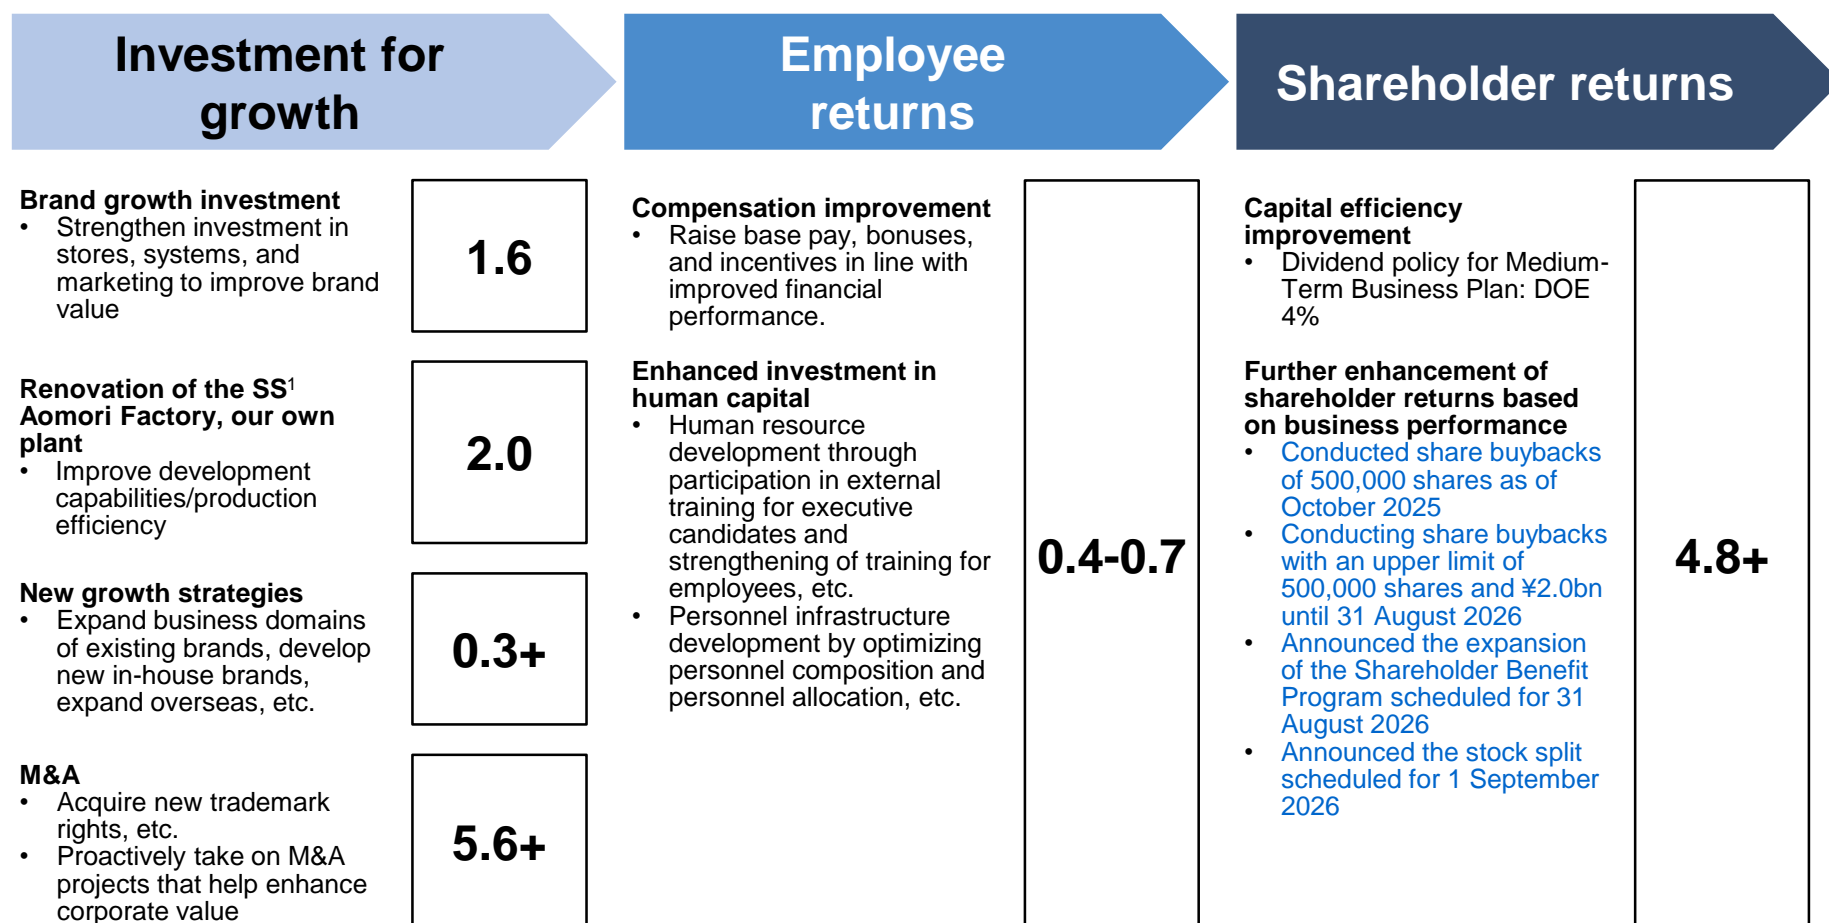 Investment for
growth
Employee
returns
Shareholder returns
Brand growth investment
• Strengthen investment in
stores, systems, and
marketing to improve brand
value
1.6
Renovation of the SS¹
Aomori Factory, our own
plant
• Improve development
capabilities/production
efficiency
2.0
New growth strategies
• Expand business domains
of existing brands, develop
new in-house brands,
expand overseas, etc.
0.3+
M&A
• Acquire new trademark
rights, etc.
• Proactively take on M&A
projects that help enhance
corporate value
5.6+
Compensation improvement
• Raise base pay, bonuses,
and incentives in line with
improved financial
performance.
Enhanced investment in
human capital
• Human resource
development through
participation in external
training for executive
candidates and
strengthening of training for
employees, etc.
• Personnel infrastructure
development by optimizing
personnel composition and
personnel allocation, etc.
0.4-0.7
Capital efficiency
improvement
• Dividend policy for Medium-
Term Business Plan: DOE
4%
Further enhancement of
shareholder returns based
on business performance
• Conducted share buybacks
of 500,000 shares as of
October 2025
• Conducting share buybacks
with an upper limit of
500,000 shares and ¥2.0bn
until 31 August 2026
• Announced the expansion
of the Shareholder Benefit
Program scheduled for 31
August 2026
• Announced the stock split
scheduled for 1 September
2026
4.8+